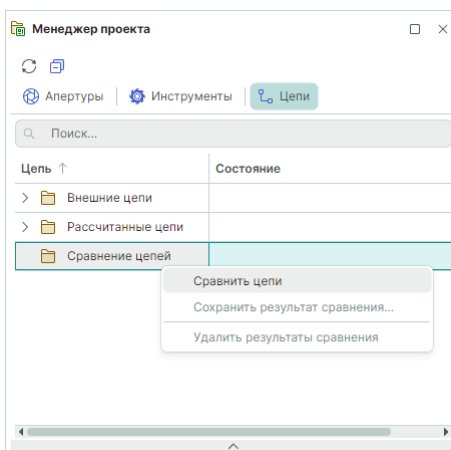 Менеджер проекта
Апертуры Инструменты Цепи
Поиск...
Цепь Состояние
Внешние цепи
Рассчитанные цепи
Сравнение цепей
Сравнить цепи
Сохранить результат сравнения...
Удалить результаты сравнения